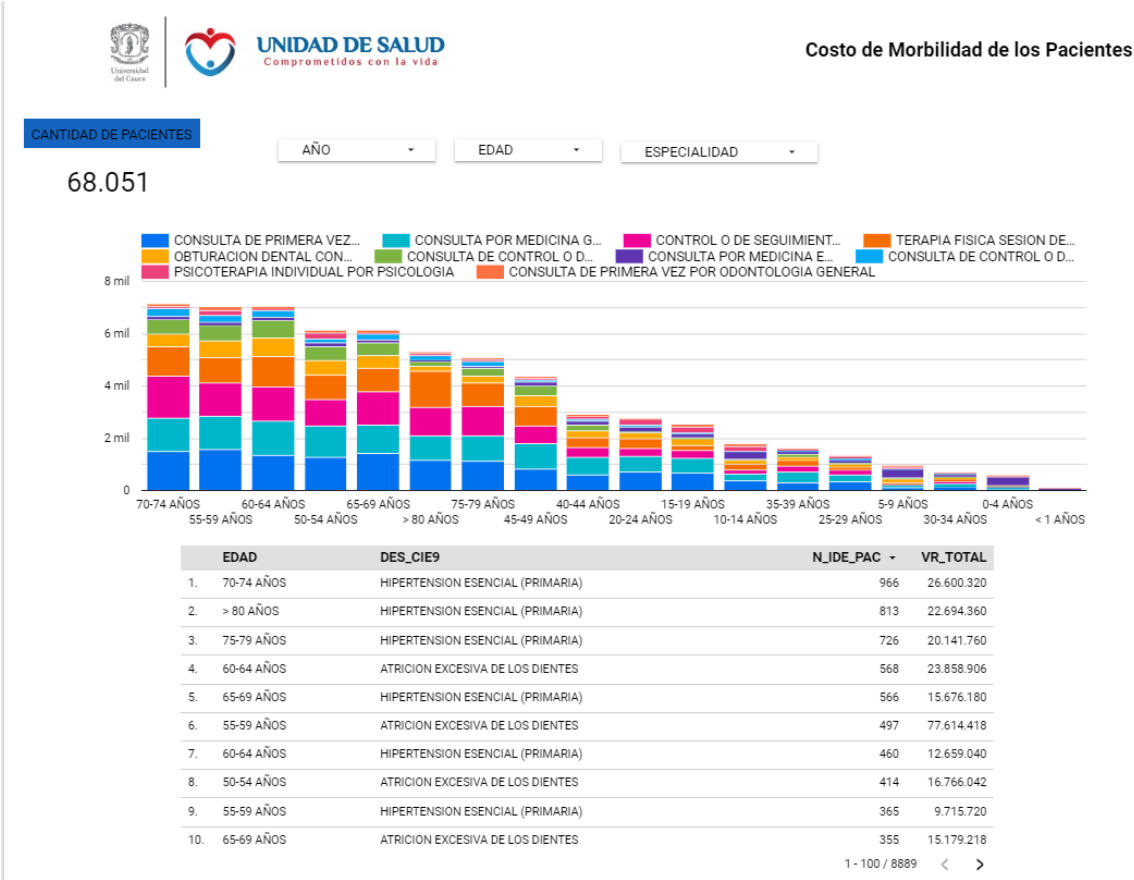 Universidad
del Cauca
UNIDAD DE SALUD
Comprometidos con la vida
Costo de Morbilidad de los Pacientes
CANTIDAD DE PACIENTES
68.051
AÑO
EDAD
ESPECIALIDAD
CONSULTA DE PRIMERA VEZ... CONSULTA POR MEDICINA G... CONTROL O DE SEGUIMIENT... TERAPIA FISICA SESION DE...
OBTURACION DENTAL CON... CONSULTA DE CONTROL O D... CONSULTA POR MEDICINA E... CONSULTA DE CONTROL O D...
PSICOTERAPIA INDIVIDUAL POR PSICOLOGIA CONSULTA DE PRIMERA VEZ POR ODONTOLOGIA GENERAL
8 mil
6 mil
4 mil
2 mil
0
70-74 AÑOS 60-64 AÑOS 65-69 AÑOS 75-79 AÑOS 40-44 AÑOS 15-19 AÑOS 35-39 AÑOS 5-9 AÑOS 0-4 AÑOS
55-59 AÑOS 50-54 AÑOS > 80 AÑOS 45-49 AÑOS 20-24 AÑOS 10-14 AÑOS 25-29 AÑOS 30-34 AÑOS < 1 AÑOS
EDAD DES_CIE9 N_IDE_PAC VR_TOTAL
1. 70-74 AÑOS HIPERTENSION ESENCIAL (PRIMARIA) 966 26.600.320
2. > 80 AÑOS HIPERTENSION ESENCIAL (PRIMARIA) 813 22.694.360
3. 75-79 AÑOS HIPERTENSION ESENCIAL (PRIMARIA) 726 20.141.760
4. 60-64 AÑOS ATRICION EXCESIVA DE LOS DIENTES 568 23.858.906
5. 65-69 AÑOS HIPERTENSION ESENCIAL (PRIMARIA) 566 15.676.180
6. 55-59 AÑOS ATRICION EXCESIVA DE LOS DIENTES 497 77.614.418
7. 60-64 AÑOS HIPERTENSION ESENCIAL (PRIMARIA) 460 12.659.040
8. 50-54 AÑOS ATRICION EXCESIVA DE LOS DIENTES 414 16.766.042
9. 55-59 AÑOS HIPERTENSION ESENCIAL (PRIMARIA) 365 9.715.720
10. 65-69 AÑOS ATRICION EXCESIVA DE LOS DIENTES 355 15.179.218
1 - 100 / 8889